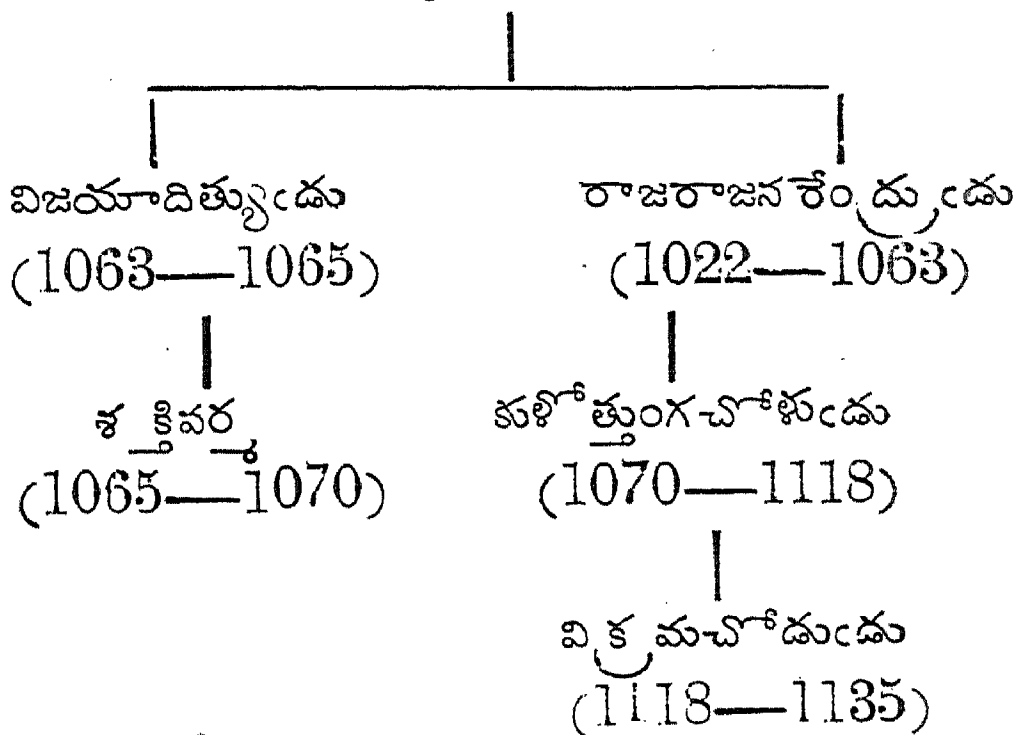 విజయాదిత్యుఁడు రాజరాజనరేంద్రుఁడు
(1063—1065) (1022—1063)
శక్తివర్మ కుళోత్తుంగచోళుఁడు
(1065—1070) (1070—1118)
విక్రమచోడుఁడు
(1118—1135)